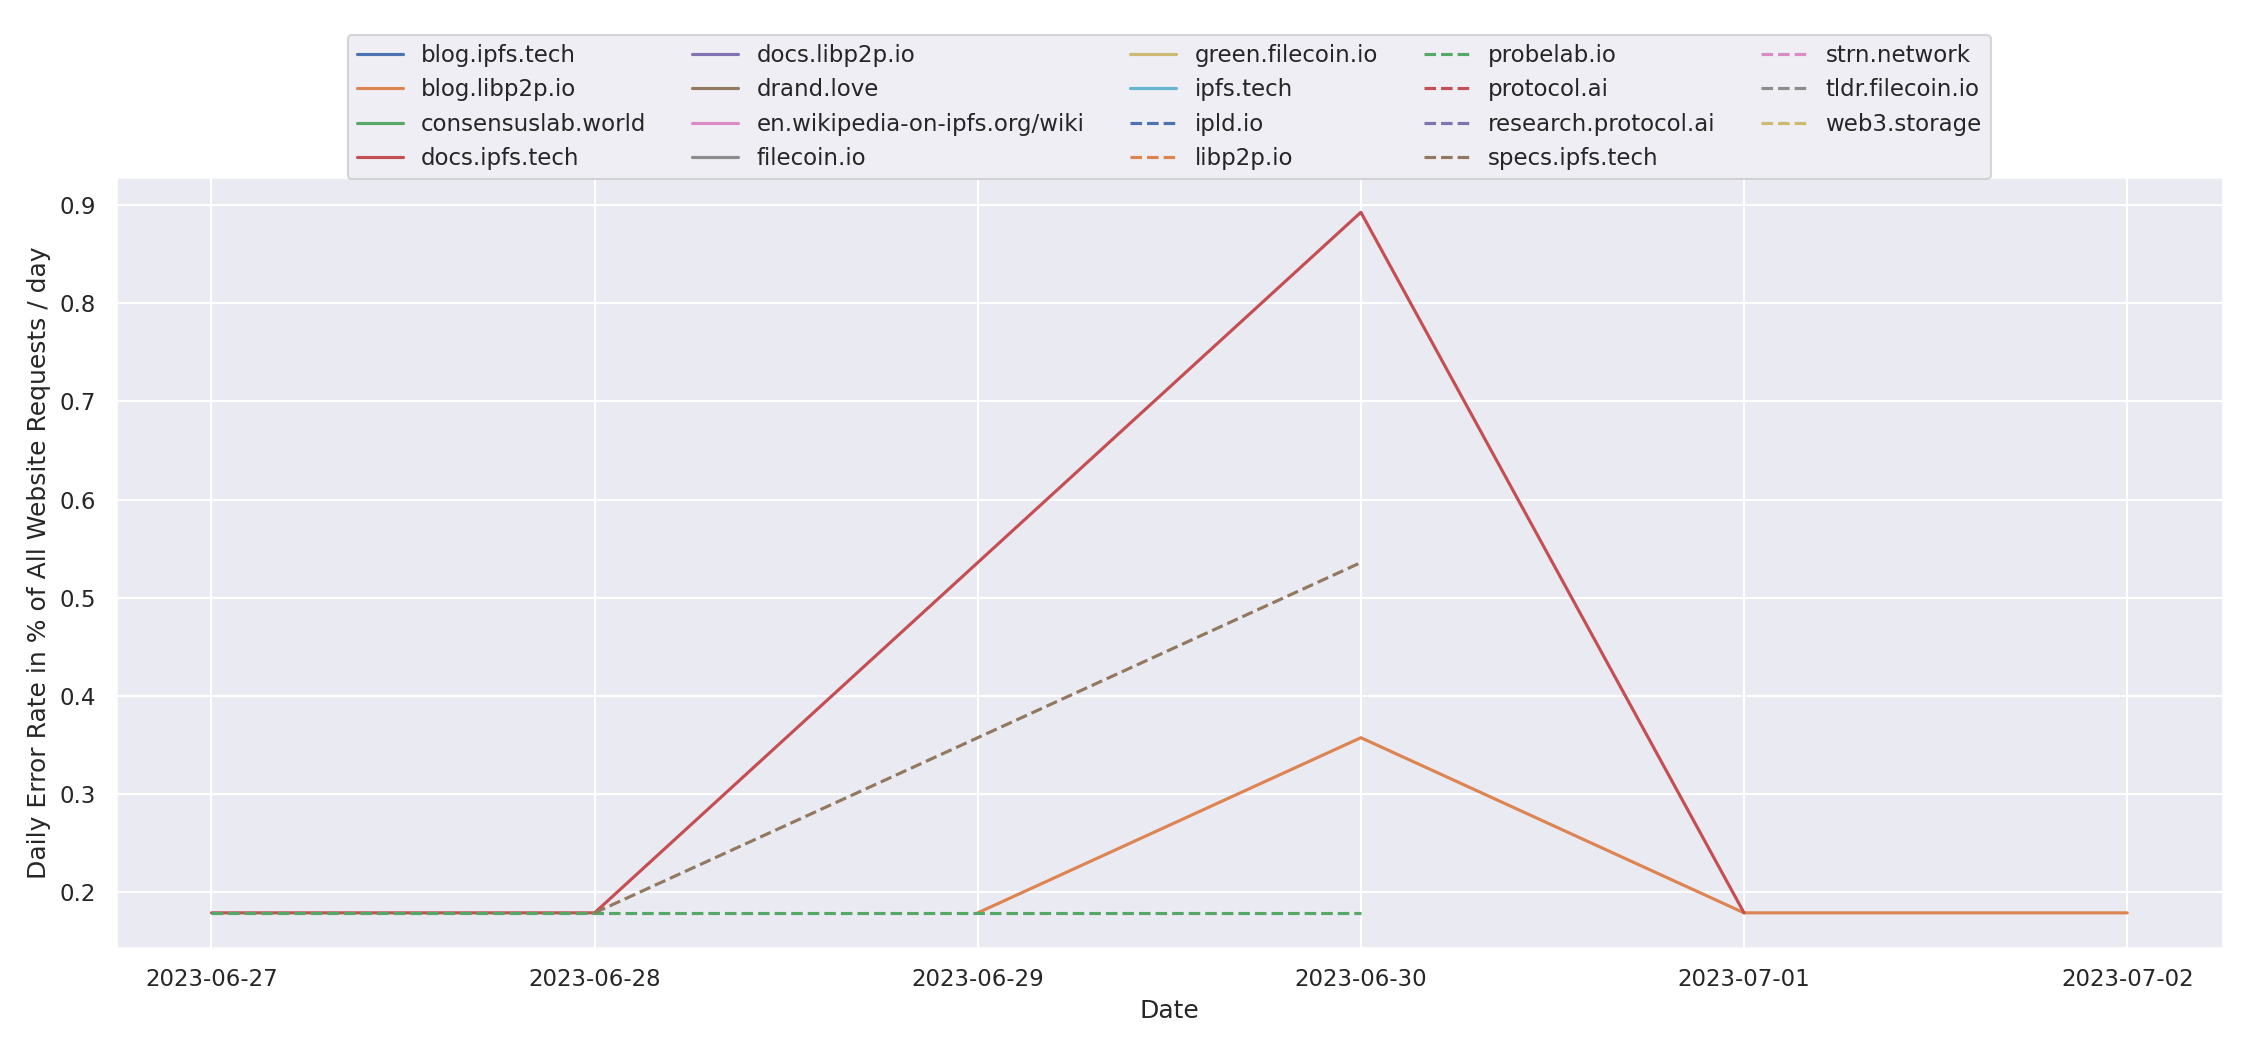 blog.ipfs.tech
blog.libp2p.io
consensuslab.world
docs.ipfs.tech
docs.libp2p.io
drand.love
en.wikipedia-on-ipfs.org/wiki
filecoin.io
green.filecoin.io
ipfs.tech
ipld.io
libp2p.io
probelab.io
protocol.ai
research.protocol.ai
specs.ipfs.tech
strn.network
tldr.filecoin.io
web3.storage
Daily Error Rate in % of All Website Requests / day
0.9
0.8
0.7
0.6
0.5
0.4
0.3
0.2
2023-06-27
2023-06-28
2023-06-29
2023-06-30
2023-07-01
2023-07-02
Date